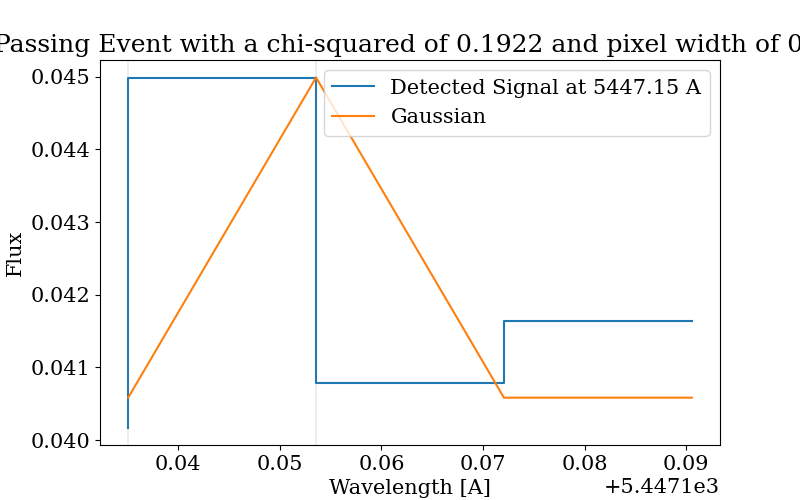 Passing Event with a chi-squared of 0.1922 and pixel width of 0
Detected Signal at 5447.15 A
Gaussian
0.045
0.044
0.043
0.042
0.041
0.040
Flux
0.04 0.05 0.06 0.07 0.08 0.09
Wavelength [A]
+5.4471e3